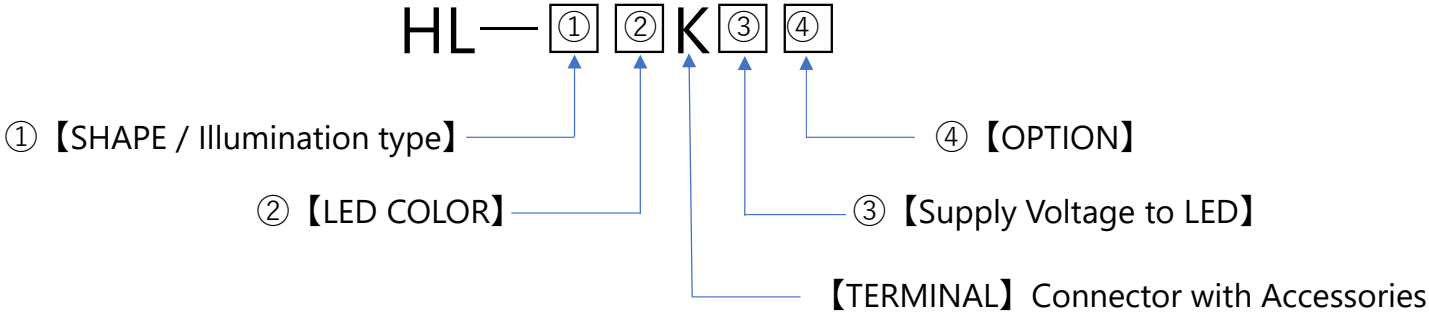 HL—①②K③④
①【SHAPE / Illumination type】 ④【OPTION】
②【LED COLOR】 ③【Supply Voltage to LED】
【TERMINAL】Connector with Accessories